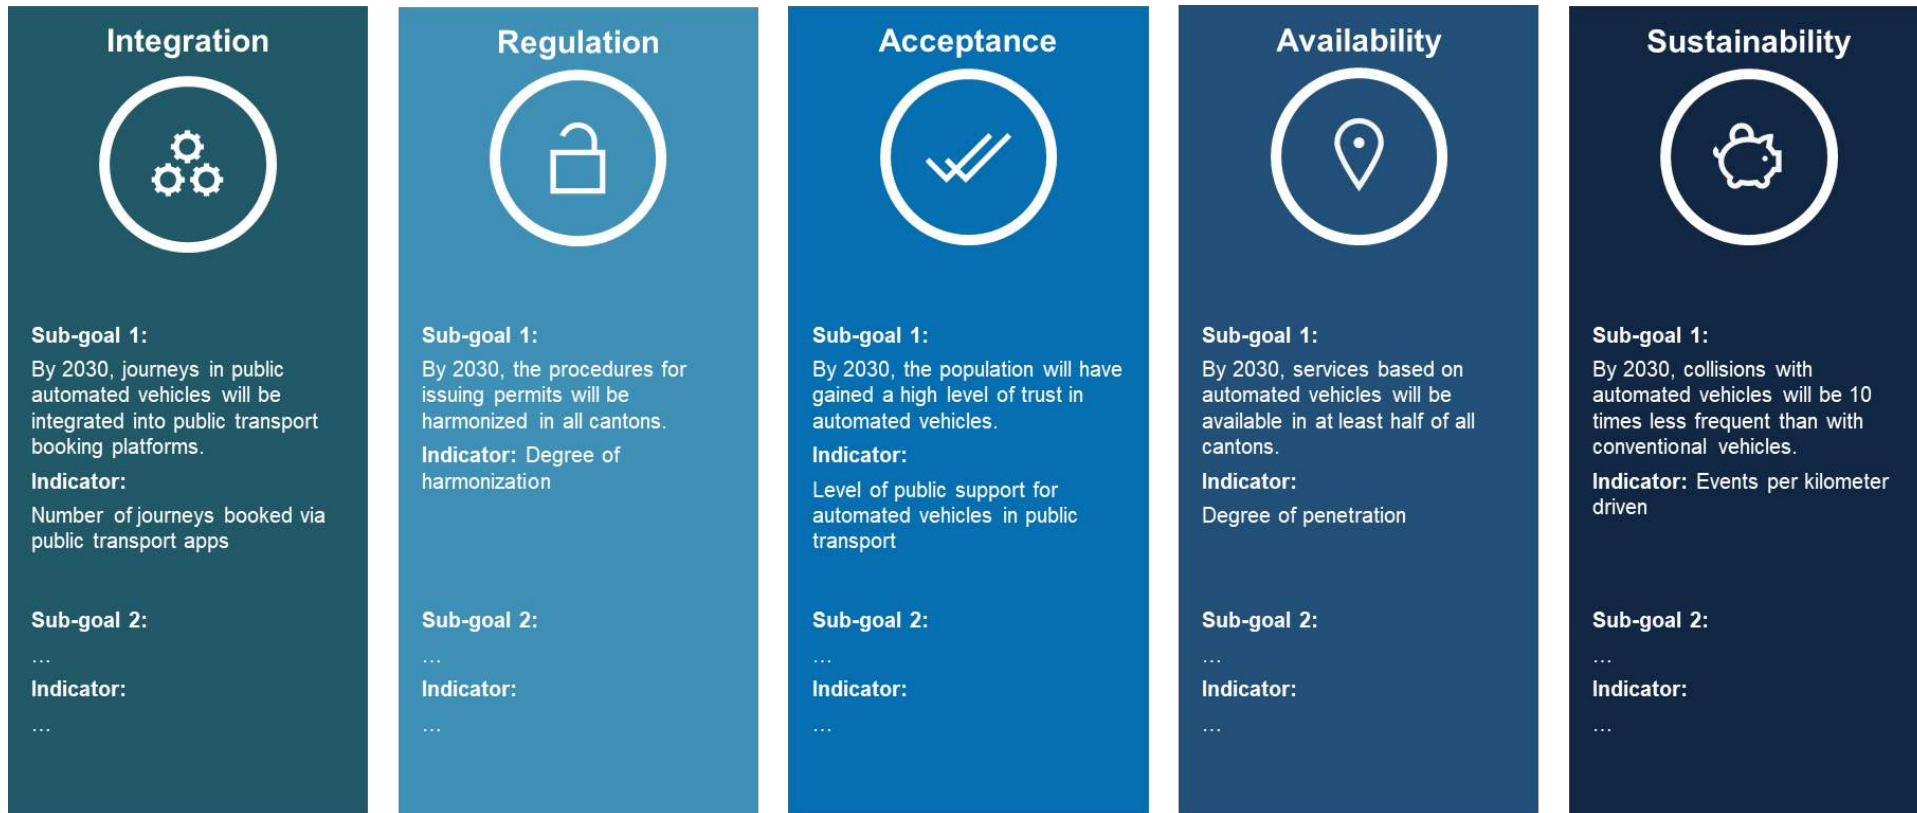 Integration
Sub-goal 1:
By 2030, journeys in public
automated vehicles will be
integrated into public transport
booking platforms.
Indicator:
Number of journeys booked via
public transport apps
Sub-goal 2:
...
Indicator:
...
Regulation
Sub-goal 1:
By 2030, the procedures for
issuing permits will be
harmonized in all cantons.
Indicator: Degree of
harmonization
Sub-goal 2:
...
Indicator:
...
Acceptance
Sub-goal 1:
By 2030, the population will have
gained a high level of trust in
automated vehicles.
Indicator:
Level of public support for
automated vehicles in public
transport
Sub-goal 2:
...
Indicator:
...
Availability
Sub-goal 1:
By 2030, services based on
automated vehicles will be
available in at least half of all
cantons.
Indicator:
Degree of penetration
Sub-goal 2:
...
Indicator:
...
Sustainability
Sub-goal 1:
By 2030, collisions with
automated vehicles will be 10
times less frequent than with
conventional vehicles.
Indicator: Events per kilometer
driven
Sub-goal 2:
...
Indicator:
...